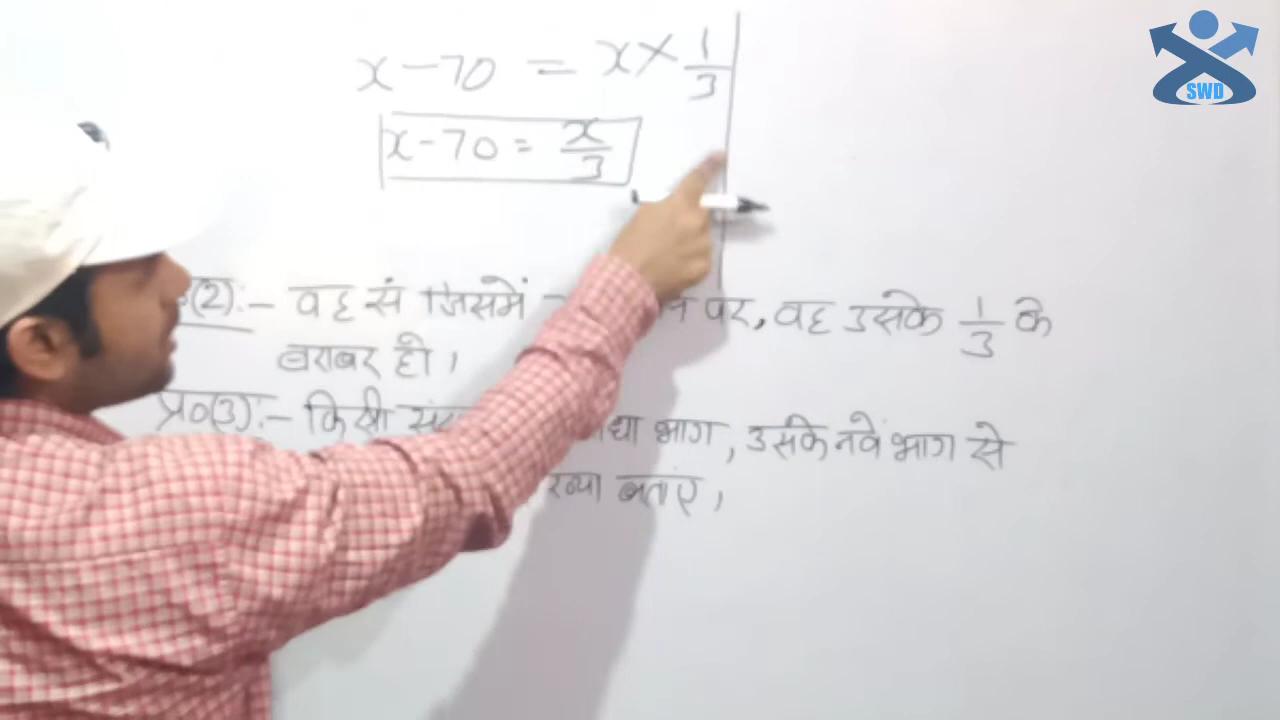 x - 70 = x × 1/3
x - 70 = x/3
(2):- वह सं जिसमें पर, वह उसके 1/3 के
बराबर हो।
प्र०(3):- किसी भाग, उसके नवें भाग से
बताए,
SWD